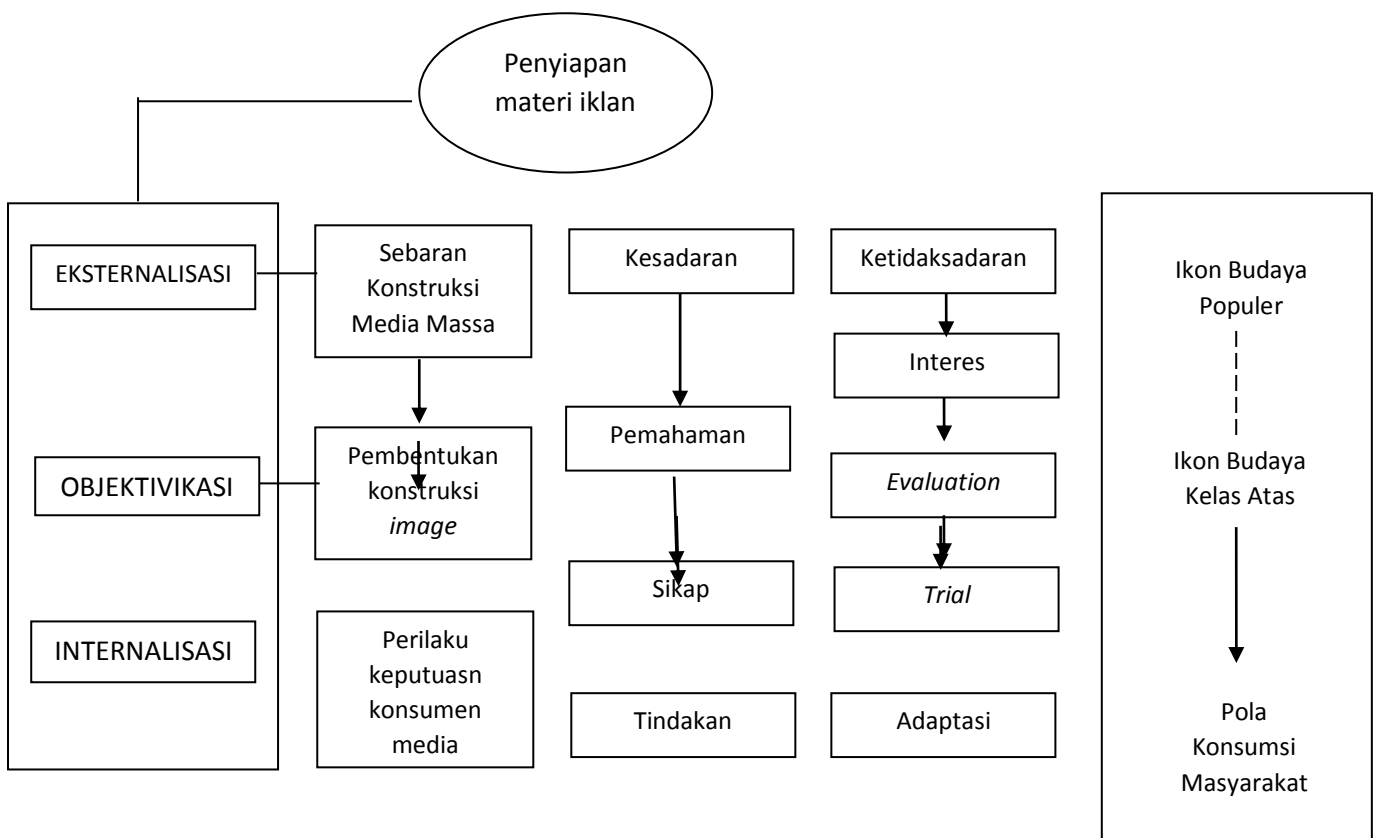 Penyiapan
materi iklan
EKSTERNALISASI
Sebaran
Konstruksi
Media Massa
Kesadaran
Ketidaksadaran
Ikon Budaya
Populer
Interes
OBJEKTIVIKASI
Pembentukan
konstruksi
image
Pemahaman
Evaluation
Ikon Budaya
Kelas Atas
Sikap
Trial
INTERNALISASI
Perilaku
keputuasn
konsumen
media
Tindakan
Adaptasi
Pola
Konsumsi
Masyarakat